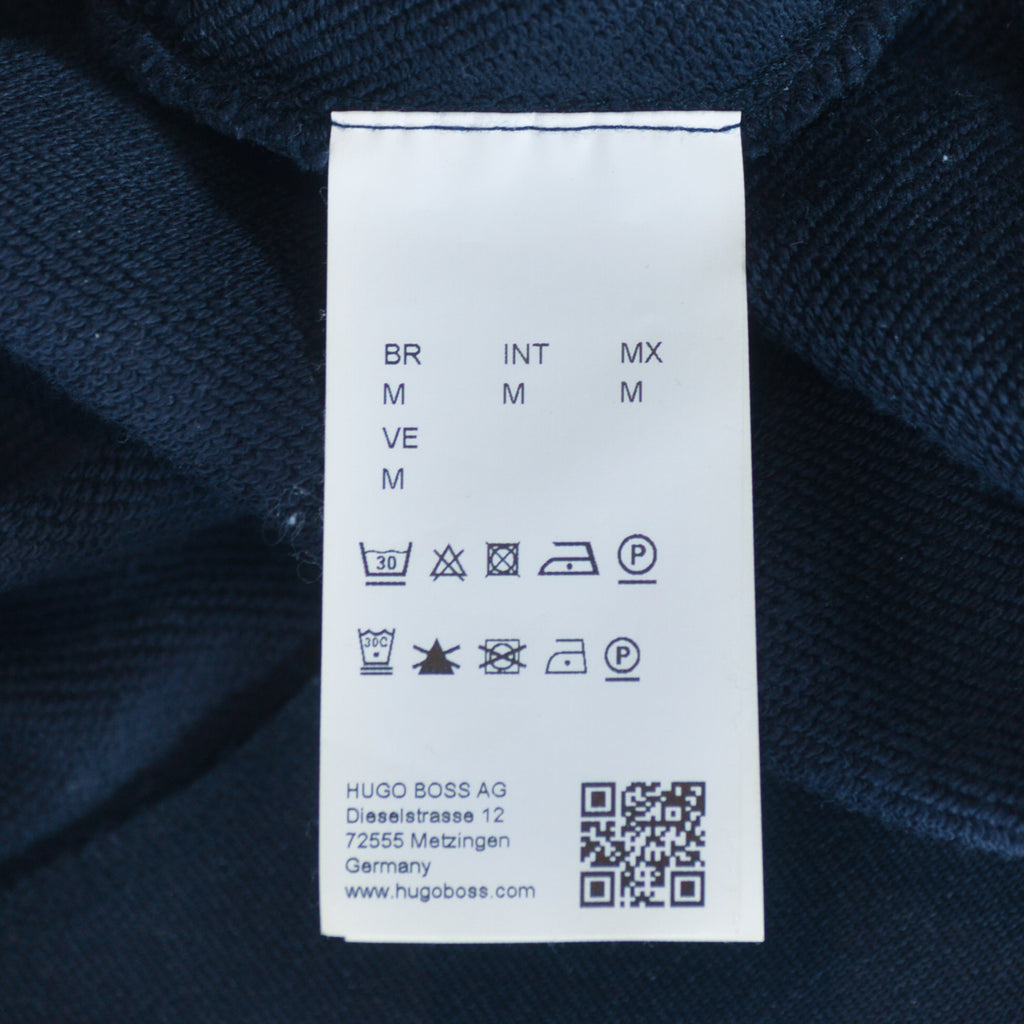 BR INT MX
M M M
VE
M
30 P
30C P
HUGO BOSS AG
Dieselstrasse 12
72555 Metzingen
Germany
www.hugoboss.com